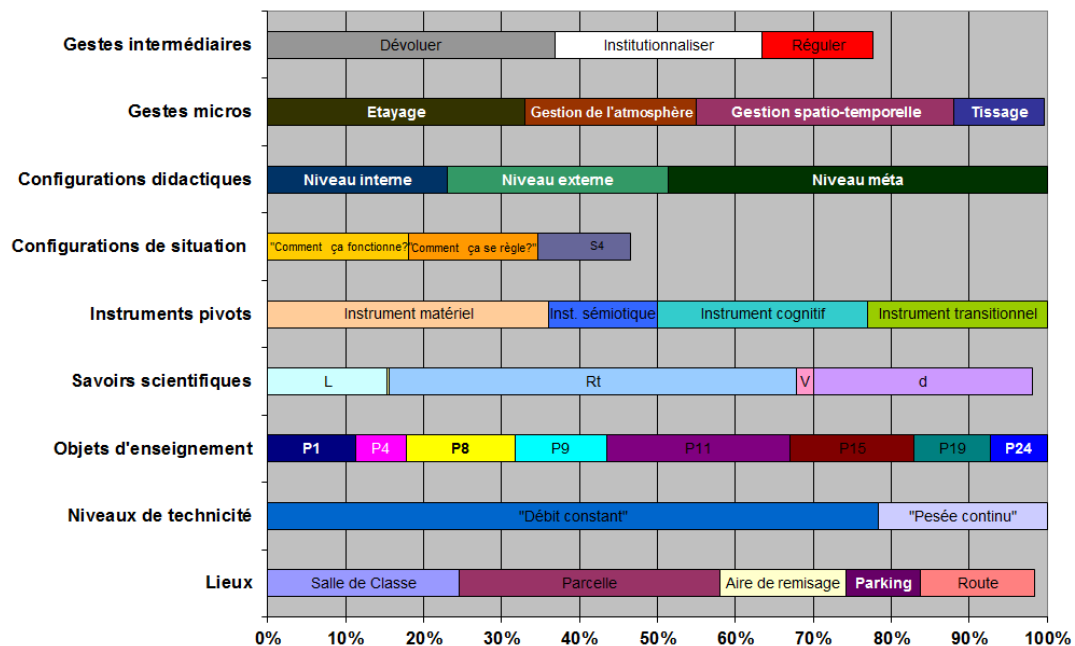 Gestes intermédiaires
Dévoluer Institutionnaliser Réguler
Gestes micros
Etayage Gestion de l'atmosphère Gestion spatio-temporelle Tissage
Configurations didactiques
Niveau interne Niveau externe Niveau méta
Configurations de situation
"Comment ça fonctionne?" "Comment ça se règle?" S4
Instruments pivots
Instrument matériel Inst. sémiotique Instrument cognitif Instrument transitionnel
Savoirs scientifiques
L Rt V d
Objets d'enseignement
P1 P4 P8 P9 P11 P15 P19 P24
Niveaux de technicité
"Débit constant" "Pesée continu"
Lieux
Salle de Classe Parcelle Aire de remisage Parking Route
0% 10% 20% 30% 40% 50% 60% 70% 80% 90% 100%